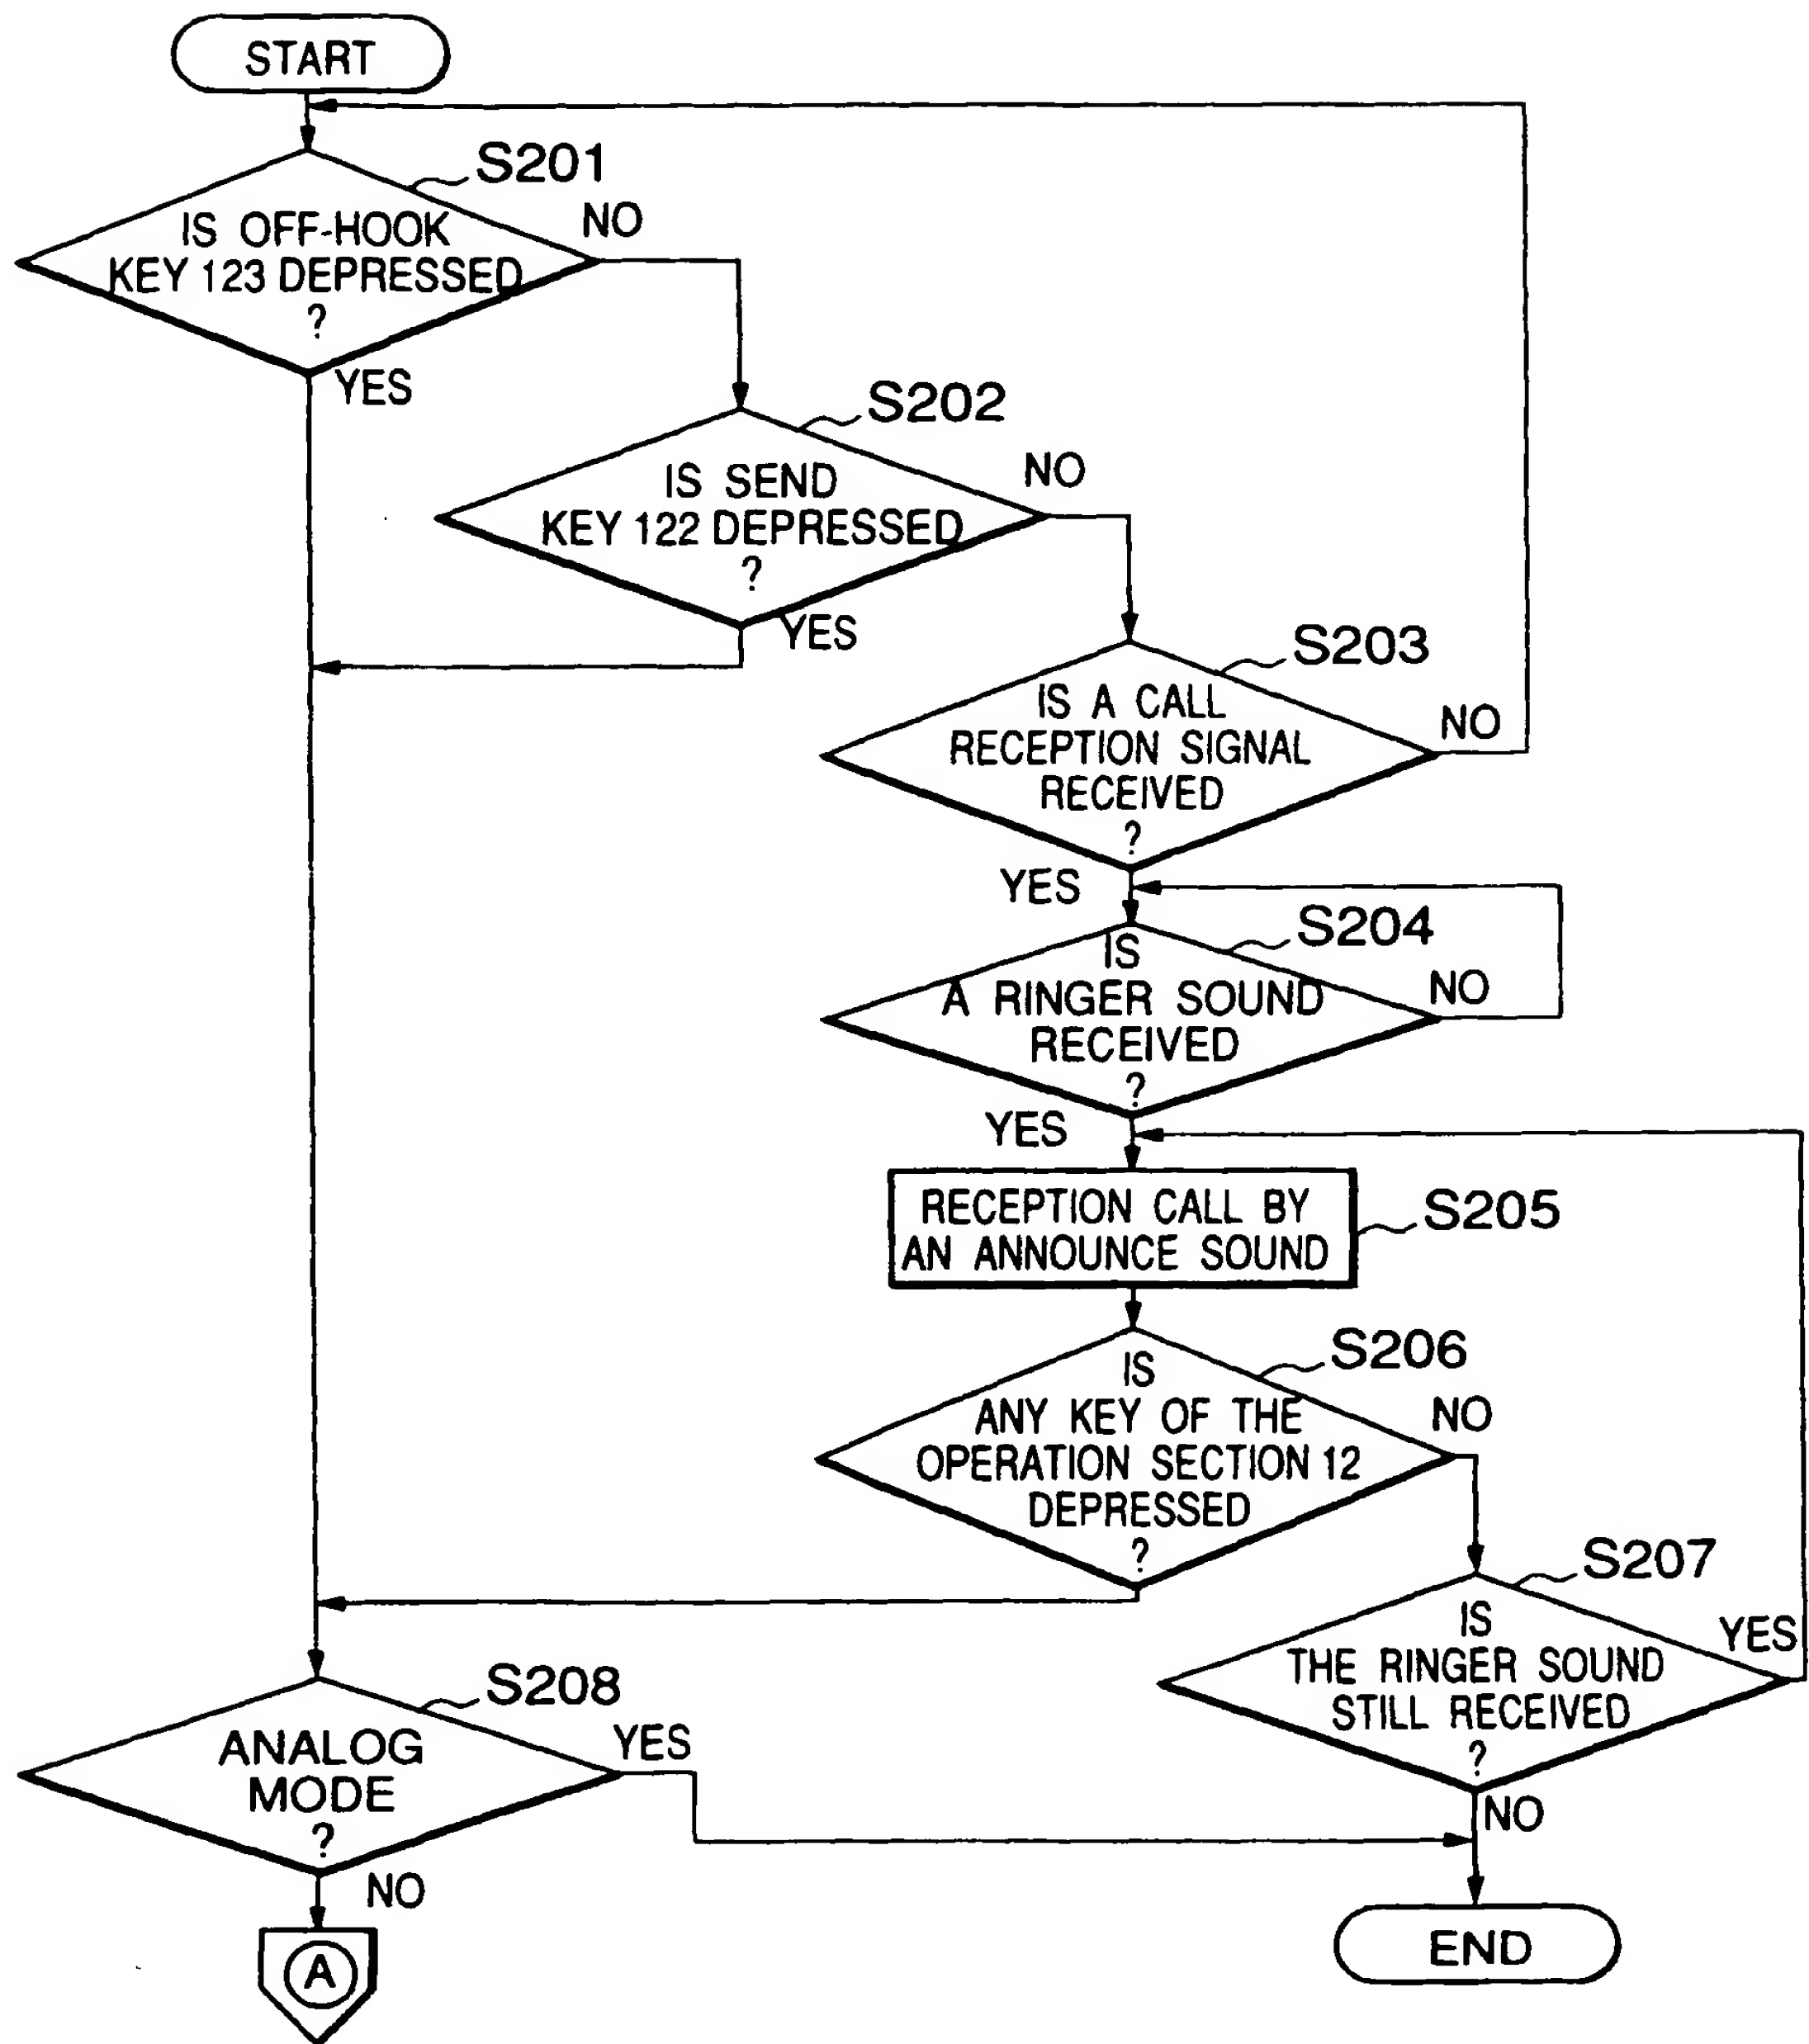 START
S201
IS OFF-HOOK
KEY 123 DEPRESSED
?
NO
YES
S202
IS SEND
KEY 122 DEPRESSED
?
NO
YES
S203
IS A CALL
RECEPTION SIGNAL
RECEIVED
?
NO
YES
S204
IS
A RINGER SOUND
RECEIVED
?
NO
YES
RECEPTION CALL BY
AN ANNOUNCE SOUND
S205
S206
IS
ANY KEY OF THE
OPERATION SECTION 12
DEPRESSED
?
NO
S207
IS
THE RINGER SOUND
STILL RECEIVED
?
YES
NO
S208
ANALOG
MODE
?
YES
NO
A
END